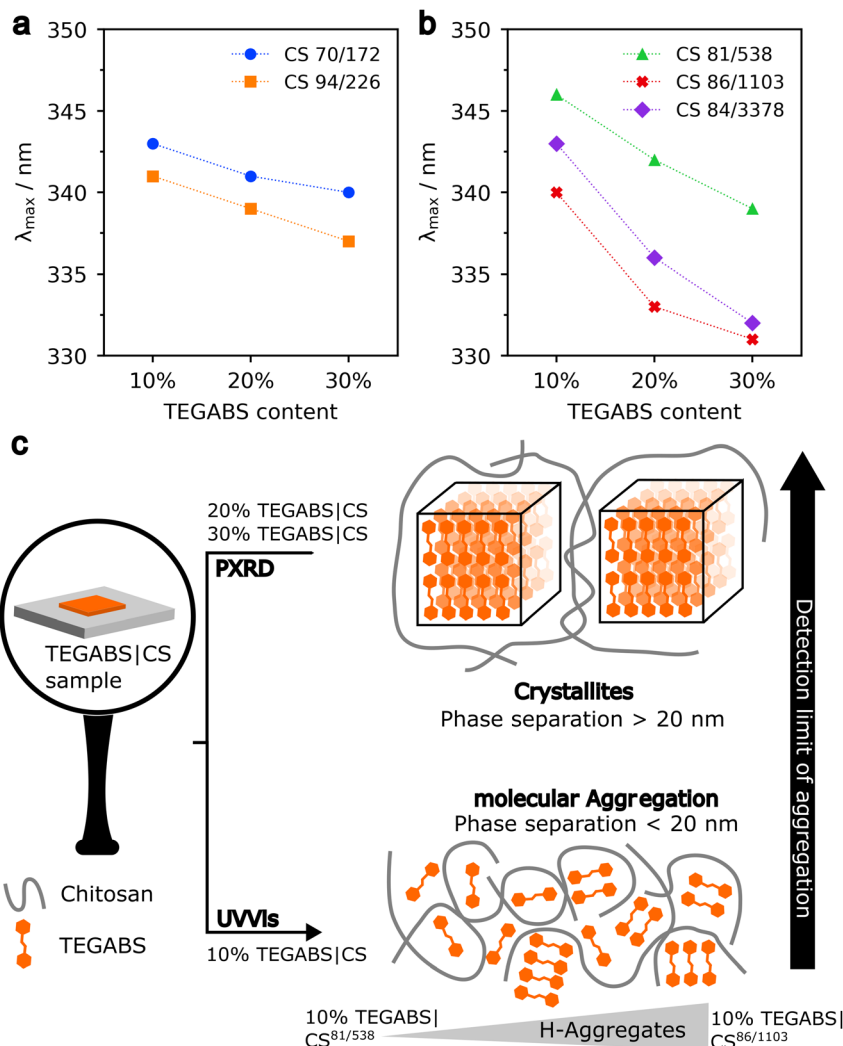 a
350
345
340
335
330
λmax / nm
10%
20%
30%
TEGABS content
CS 70/172
CS 94/226
b
350
345
340
335
330
λmax / nm
10%
20%
30%
TEGABS content
CS 81/538
CS 86/1103
CS 84/3378
c
20% TEGABS|CS
30% TEGABS|CS
PXRD
TEGABS|CS
sample
Crystallites
Phase separation > 20 nm
Detection limit of aggregation
molecular Aggregation
Phase separation < 20 nm
Chitosan
TEGABS
UVVIs
10% TEGABS|CS
10% TEGABS|
CS81/538
H-Aggregates
10% TEGABS|
CS86/1103